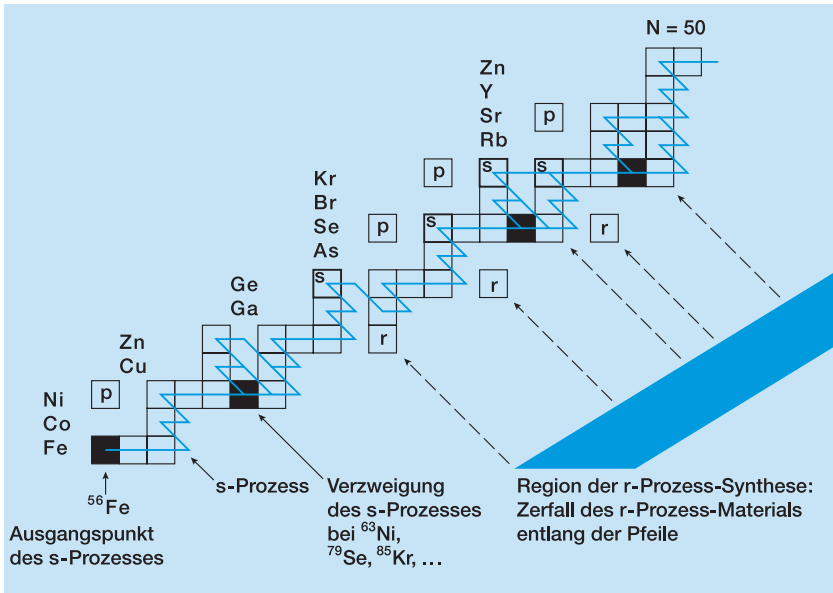 N = 50
Zn
Y
Sr
Rb
p
p
s
s
Kr
Br
Se
As
p
s
r
Ge
Ga
s
r
r
Zn
Cu
Ni
Co
Fe
p
⁵⁶Fe
Ausgangspunkt
des s-Prozesses
s-Prozess
Verzweigung
des s-Prozesses
bei ⁶³Ni,
⁷⁹Se, ⁸⁵Kr, ...
Region der r-Prozess-Synthese:
Zerfall des r-Prozess-Materials
entlang der Pfeile